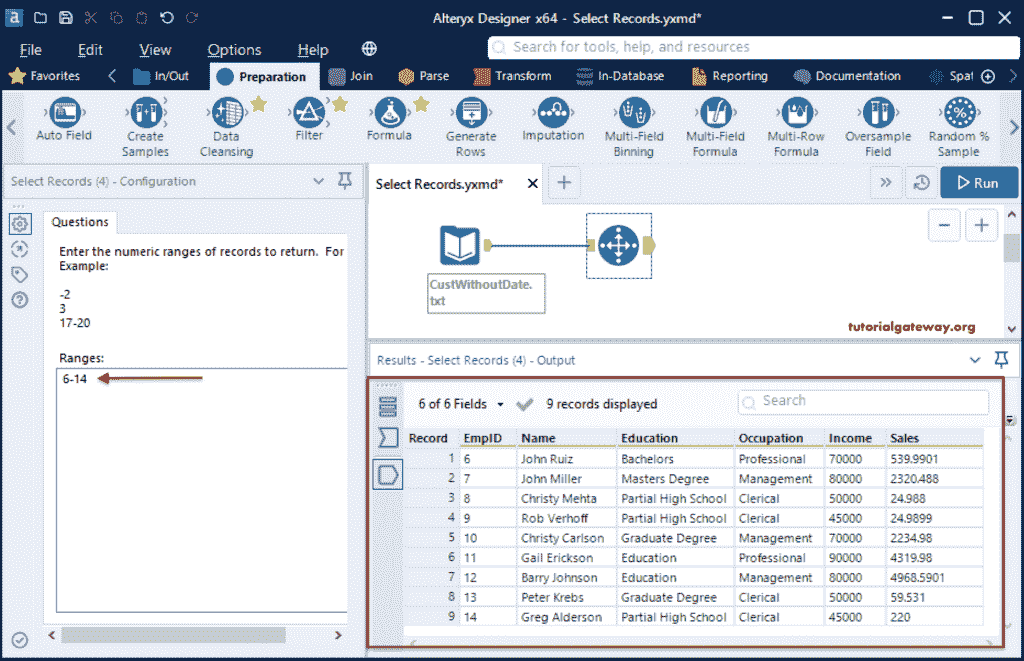 a
Alteryx Designer x64 - Select Records.yxmd*
File Edit View Options Help
Search for tools, help, and resources
Favorites In/Out Preparation Join Parse Transform In-Database Reporting Documentation Spat
Auto Field Create Samples Data Cleansing Filter Formula Generate Rows Imputation Multi-Field Binning Multi-Field Formula Multi-Row Formula Oversample Field Random % Sample
Select Records (4) - Configuration
Select Records.yxmd*
Run
Questions
Enter the numeric ranges of records to return. For
Example:
-2
3
17-20
Ranges:
6-14
CustWithoutDate.
txt
tutorialgateway.org
Results - Select Records (4) - Output
6 of 6 Fields 9 records displayed Search
Record EmpID Name Education Occupation Income Sales
1 6 John Ruiz Bachelors Professional 70000 539.9901
2 7 John Miller Masters Degree Management 80000 2320.488
3 8 Christy Mehta Partial High School Clerical 50000 24.988
4 9 Rob Verhoff Partial High School Clerical 45000 24.9899
5 10 Christy Carlson Graduate Degree Management 70000 2234.98
6 11 Gail Erickson Education Professional 90000 4319.98
7 12 Barry Johnson Education Management 80000 4968.5901
8 13 Peter Krebs Graduate Degree Clerical 50000 59.531
9 14 Greg Alderson Partial High School Clerical 45000 220